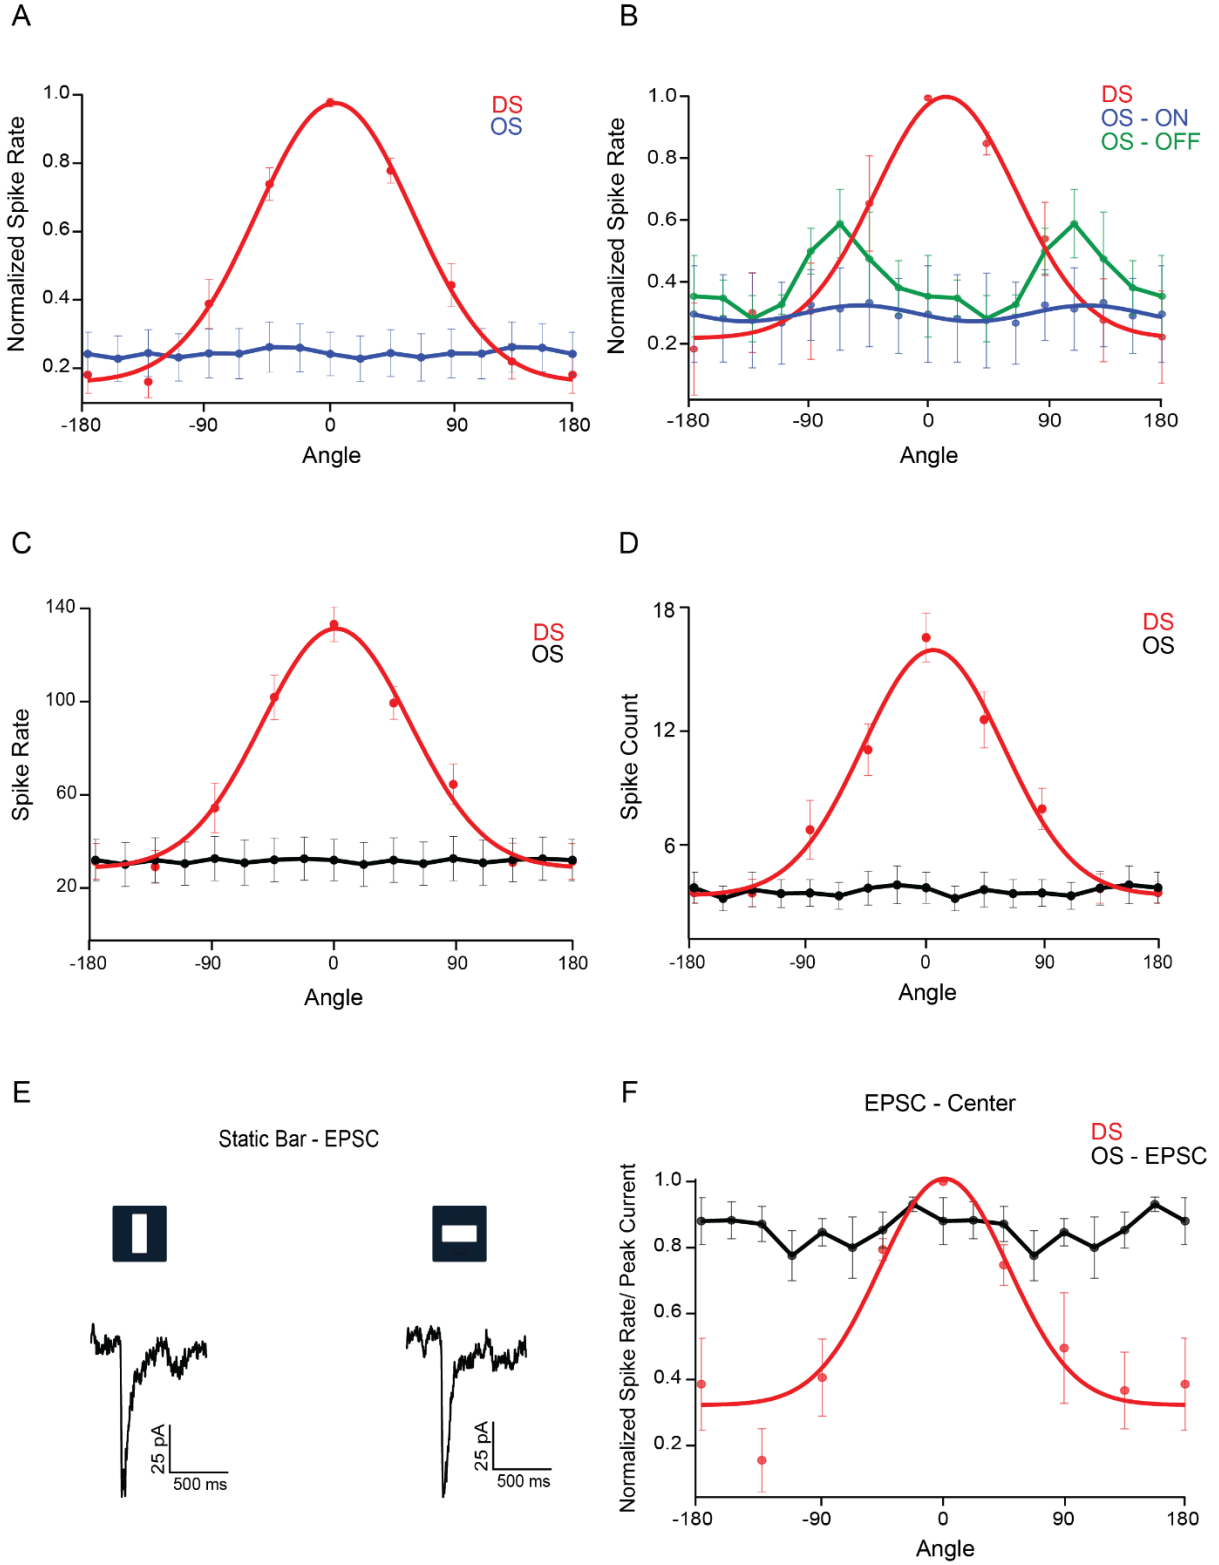 A
Normalized Spike Rate
1.0
0.8
0.6
0.4
0.2
-180
-90
0
90
180
Angle
DS
OS
B
Normalized Spike Rate
1.0
0.8
0.6
0.4
0.2
-180
-90
0
90
180
Angle
DS
OS - ON
OS - OFF
C
Spike Rate
140
100
60
20
-180
-90
0
90
180
Angle
DS
OS
D
Spike Count
18
12
6
-180
-90
0
90
180
Angle
DS
OS
E
Static Bar - EPSC
25 pA
500 ms
25 pA
500 ms
F
EPSC - Center
DS
OS - EPSC
Normalized Spike Rate/ Peak Current
1.0
0.8
0.6
0.4
0.2
-180
-90
0
90
180
Angle